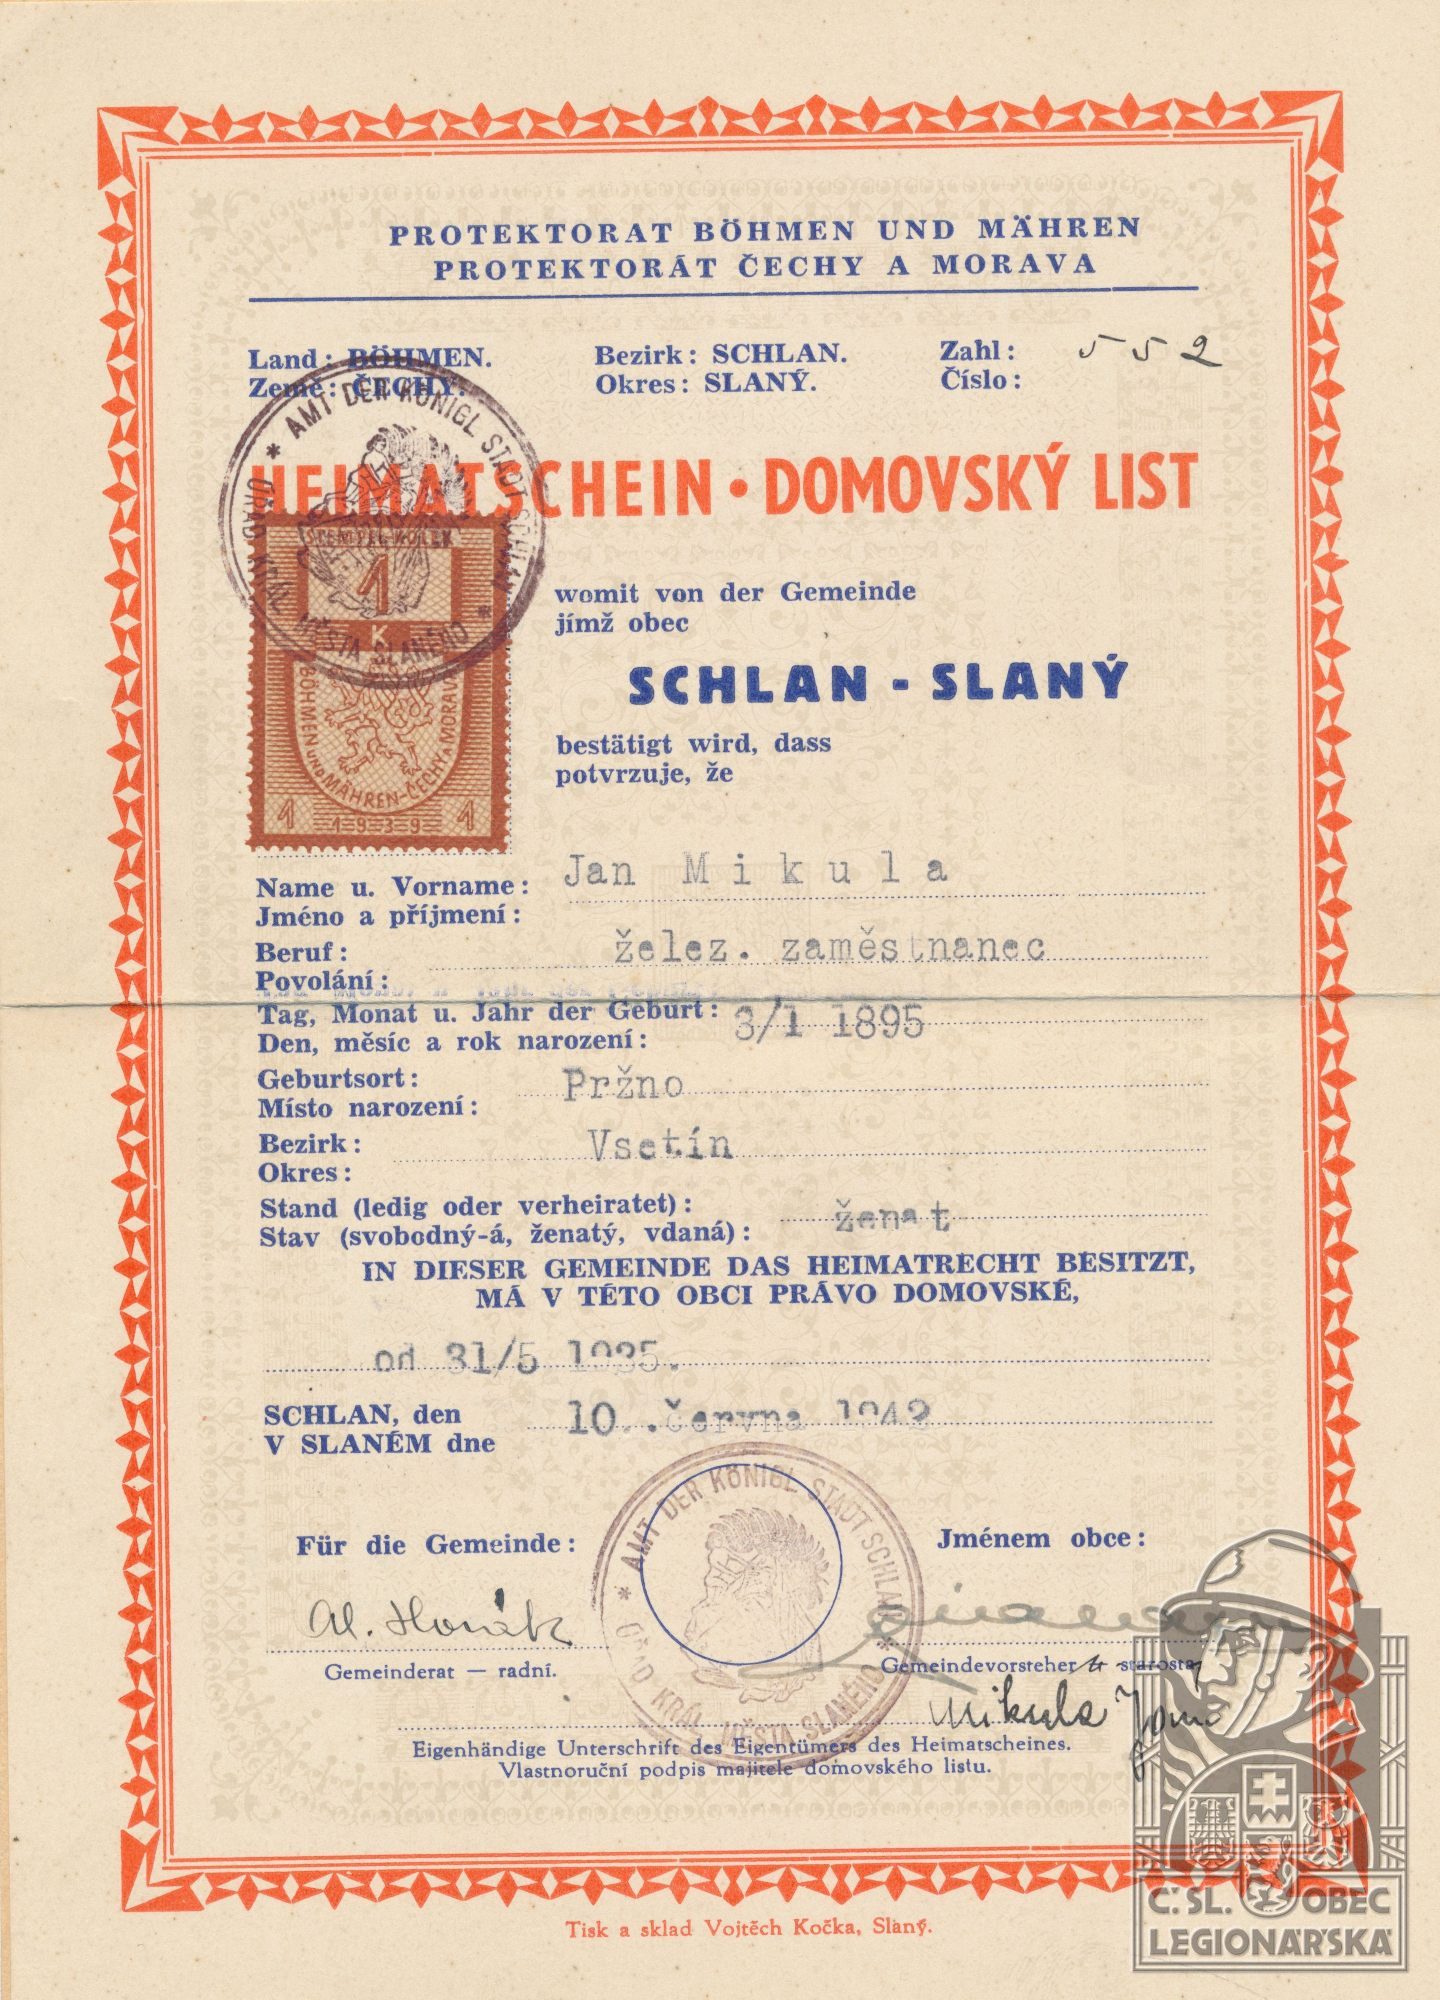 PROTEKTORAT BÖHMEN UND MÄHREN
PROTEKTORÁT ČECHY A MORAVA
Land: BÖHMEN. Bezirk: SCHLAN. Zahl: 552
Země: ČECHY. Okres: SLANÝ. Číslo:
* AMT DER KÖNIGL STADT SCHLAN *
ÚŘAD KRÁL. MĚSTA SLANÉHO
HEIMATSCHEIN • DOMOVSKÝ LIST
STEMPEL-KOLEK
1
K
BÖHMEN UND MÄHREN-ČECHY A MORAVA
1 1939 1
womit von der Gemeinde
jímž obec
SCHLAN - SLANÝ
bestätigt wird, dass
potvrzuje, že
Name u. Vorname: Jan Mikula
Jméno a příjmení:
Beruf: želez. zaměstnanec
Povolání:
Tag, Monat u. Jahr der Geburt: 3/1 1895
Den, měsíc a rok narození:
Geburtsort: Pržno
Místo narození:
Bezirk: Vsetín
Okres:
Stand (ledig oder verheiratet): ženat
Stav (svobodný-á, ženatý, vdaná):
IN DIESER GEMEINDE DAS HEIMATRECHT BESITZT,
MÁ V TÉTO OBCI PRÁVO DOMOVSKÉ,
od 31/5 1935.
SCHLAN, den 10. června 1942
V SLANÉM dne
* AMT DER KÖNIGL STADT SCHLAN *
ÚŘAD KRÁL. MĚSTA SLANÉHO
Für die Gemeinde: Jménem obce:
Al. Horák
Gemeinderat — radní. Gemeindevorsteher — starosta
Mikula Jan
Eigenhändige Unterschrift des Eigentümers des Heimatscheines.
Vlastnoruční podpis majitele domovského listu.
Tisk a sklad Vojtěch Kočka, Slaný.
Č. SL. OBEC
LEGIONÁŘSKÁ